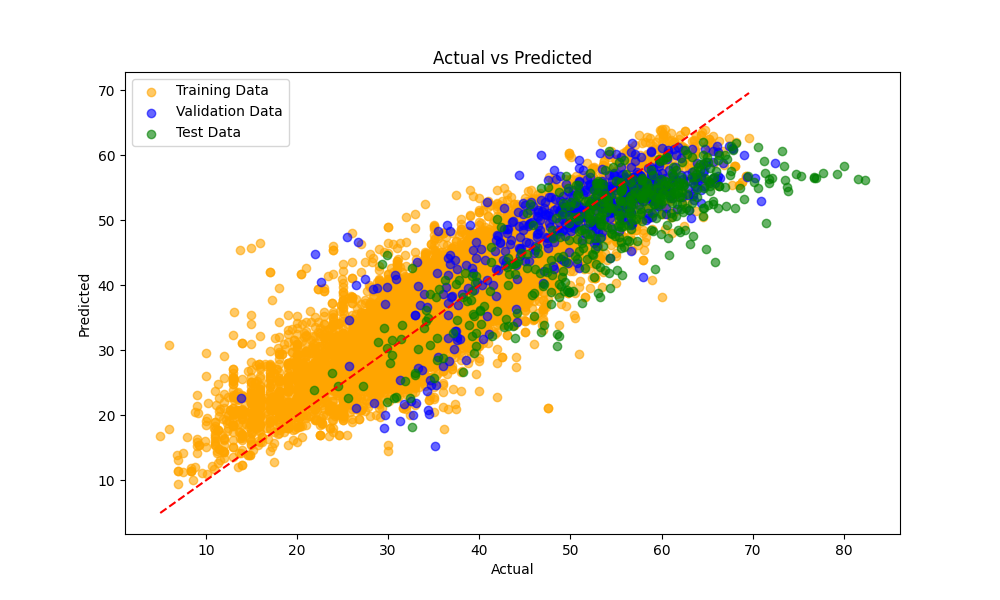 Actual vs Predicted
Training Data
Validation Data
Test Data
70
60
50
40
30
20
10
Predicted
10 20 30 40 50 60 70 80
Actual